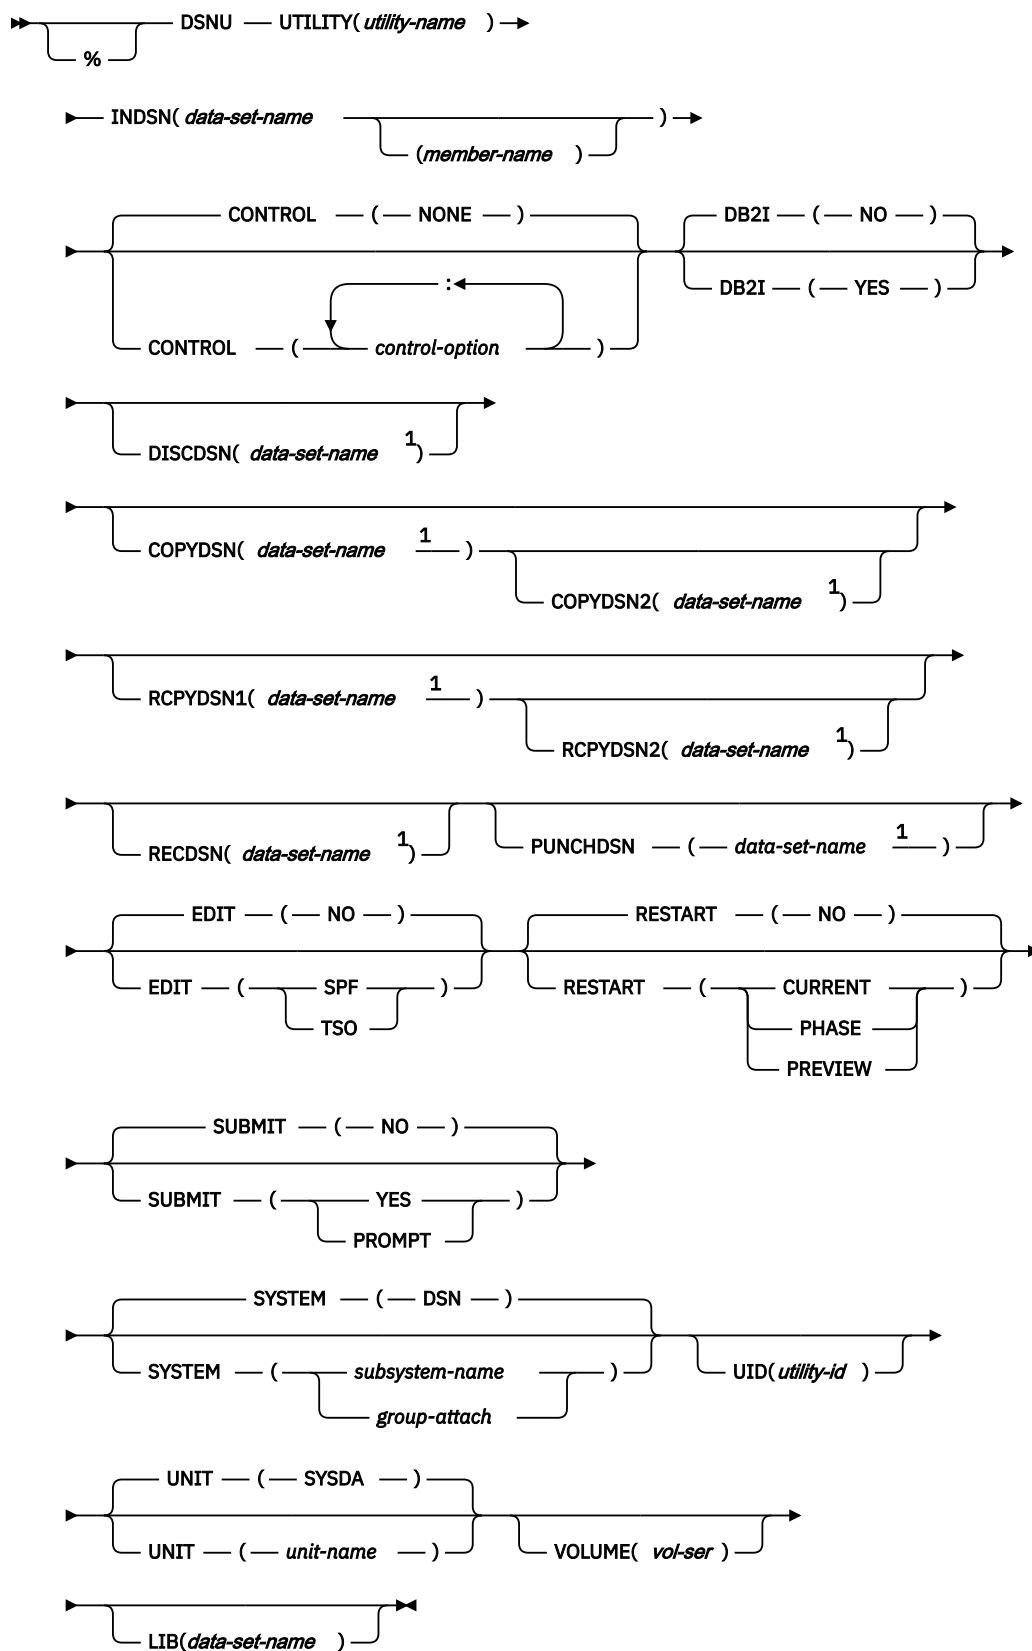 DSNU UTILITY( utility-name )
%
INDSN( data-set-name )
(member-name )
CONTROL ( NONE ) DB2I ( NO )
:
DB2I ( YES )
CONTROL ( control-option )
DISCDSN( data-set-name 1 )
COPYDSN( data-set-name 1 )
COPYDSN2( data-set-name 1 )
RCPYDSN1( data-set-name 1 )
RCPYDSN2( data-set-name 1 )
RECDSN( data-set-name 1 ) PUNCHDSN ( data-set-name 1 )
EDIT ( NO ) RESTART ( NO )
EDIT ( SPF ) RESTART ( CURRENT )
TSO PHASE
PREVIEW
SUBMIT ( NO )
SUBMIT ( YES )
PROMPT
SYSTEM ( DSN )
SYSTEM ( subsystem-name ) UID(utility-id )
group-attach
UNIT ( SYSDA )
UNIT ( unit-name ) VOLUME( vol-ser )
LIB(data-set-name )